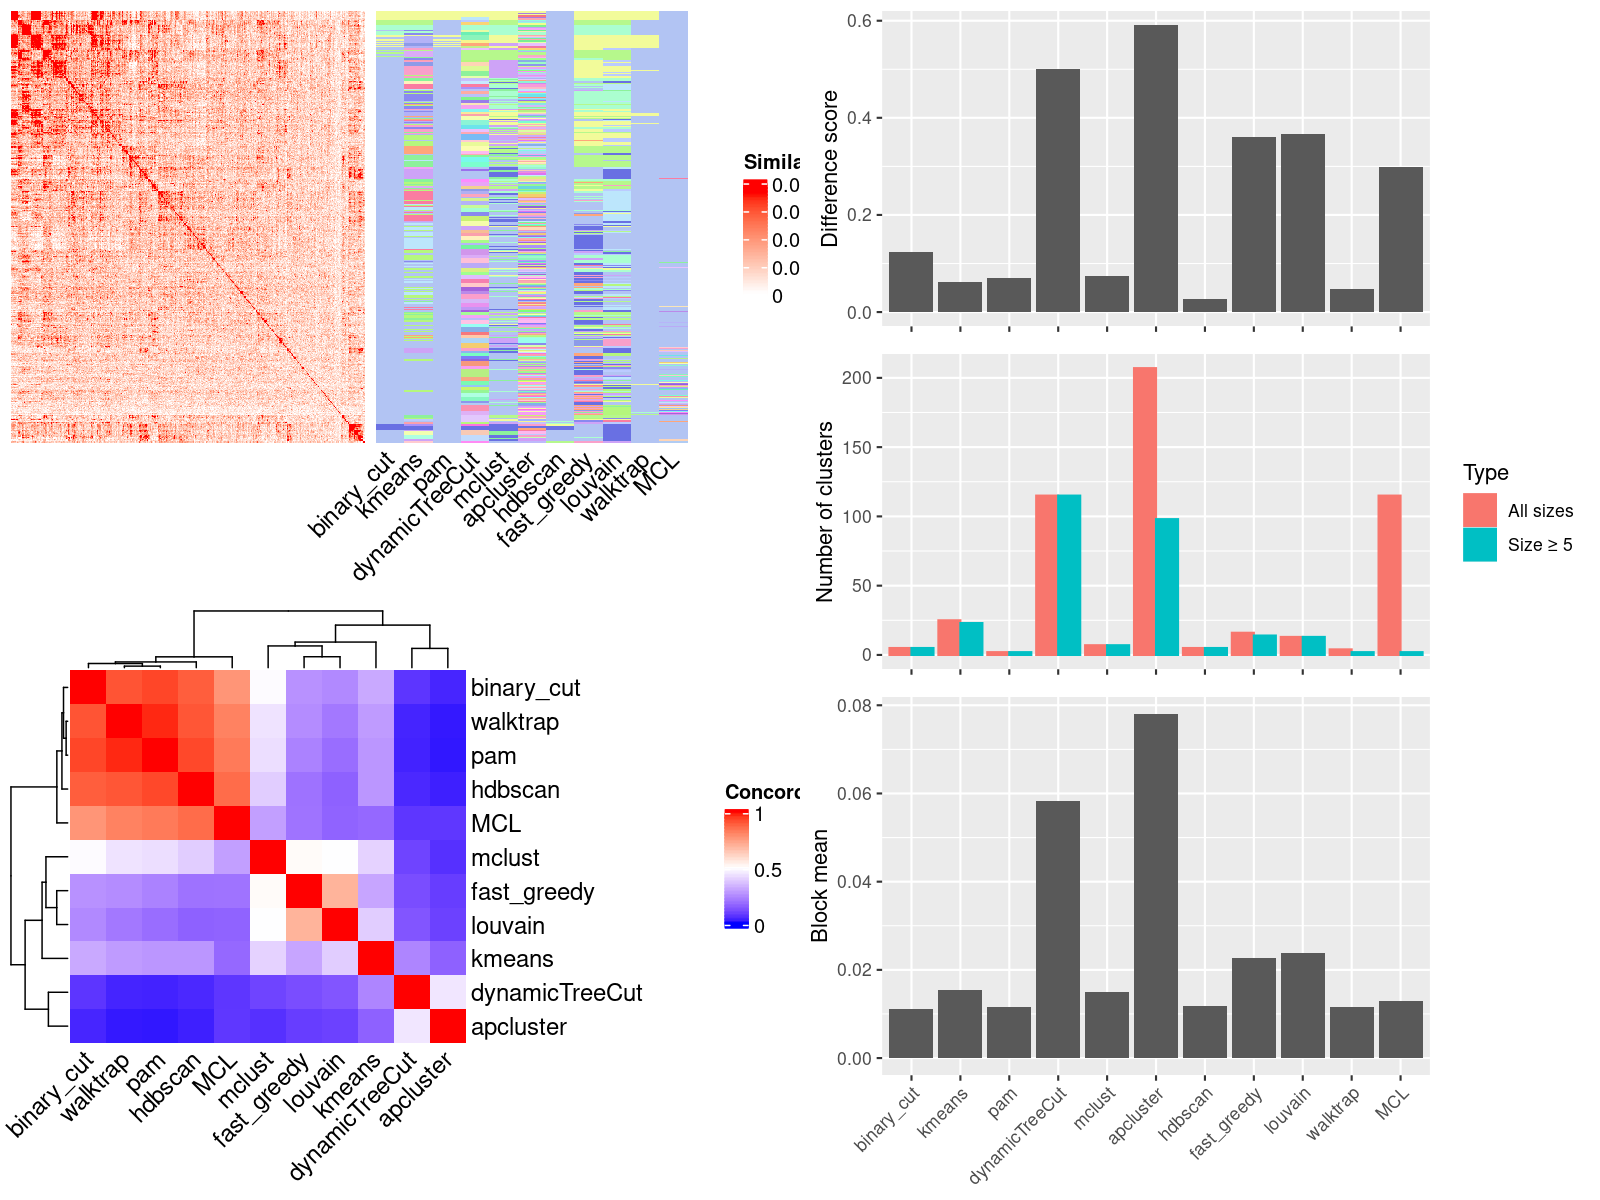 Simila
0.0
0.0
0.0
0.0
0
binary_cut
kmeans
pam
dynamicTreeCut
mclust
apcluster
hdbscan
fast_greedy
louvain
walktrap
MCL
binary_cut
walktrap
pam
hdbscan
MCL
mclust
fast_greedy
louvain
kmeans
dynamicTreeCut
apcluster
binary_cut
walktrap
pam
hdbscan
MCL
mclust
fast_greedy
louvain
kmeans
dynamicTreeCut
apcluster
Concord
1
0.5
0
Difference score
0.6
0.4
0.2
0.0
Number of clusters
200
150
100
50
0
Type
All sizes
Size ≥ 5
Block mean
0.08
0.06
0.04
0.02
0.00
binary_cut
kmeans
pam
dynamicTreeCut
mclust
apcluster
hdbscan
fast_greedy
louvain
walktrap
MCL